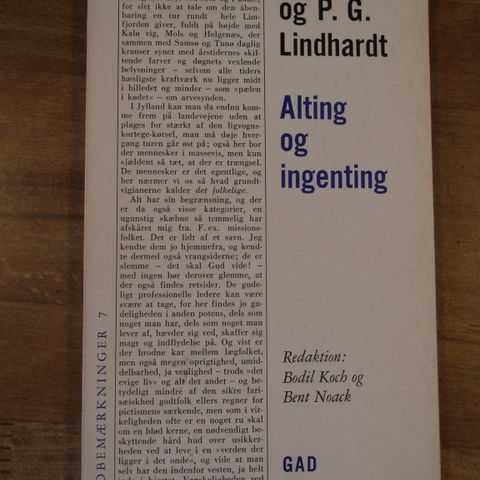 for slet ikke at tale om den åben-
baring en tur rundt hele Lim-
fjorden giver, fuldt på højde med
Kalø vig, Mols og Helgenæs, der
sammen med Samsø og Tunø daglig
kranser synet med årstidernes skif-
tende farver og døgnets vexlende
belysninger – selvom alle tiders
hæsligste kraftværk nu ligger midt
i billedet og minder – som »pælen
i kødet« – om arvesynden.
I Jylland kan man da endnu kom-
me frem på landevejene uden at
plages for stærkt af den ligvogns-
kortege-kørsel, man må døje hver-
gang turen går øst på; også her bor
der mennesker i massevis, men kun
sjældent så tæt, at der er trængsel.
De mennesker er det egentlige, og
her nærmer vi os så hvad grundt-
vigianerne kalder det folkelige.
Alt har sin begrænsning, og der
er da også visse kategorier, en
ugunstig skæbne så temmelig har
afskåret mig fra. F. ex. missions-
folket. Det er lidt af et savn. Jeg
kendte dem jo hjemmefra, og kend-
te dermed også vrangsiderne; de er
slemme – det skal Gud vide! –
med ingen bør derover glemme, at
der også findes retsider. De gude-
ligt professionelle ledere kan være
svære at tage, for her findes jo gu-
deligheden i anden potens, dels som
noget man har, dels som noget man
lever af, hævder sig ved, skaffer sig
magt og indflydelse på. Og vist er
der brodne kar mellem lægfolket,
men også megen oprigtighed, umid-
delbarhed, ja venlighed – trods »det
evige liv« og alt det andet – og be-
tydeligt mindre af den sikre fari-
sæiskhed godtfolk ellers regner for
pietismens særkende, men som i vir-
keligheden ofte er en noget ru skal
om en blød kerne, en nødvendigt be-
skyttende hård hud over usikker-
heden ved at leve i en »verden der
ligger i det onde«, og vide at man
selv har den indenfor vesten, ja helt
OBEMÆRKNINGER 7
og P. G.
Lindhardt
Alting
og
ingenting
Redaktion:
Bodil Koch og
Bent Noack
GAD